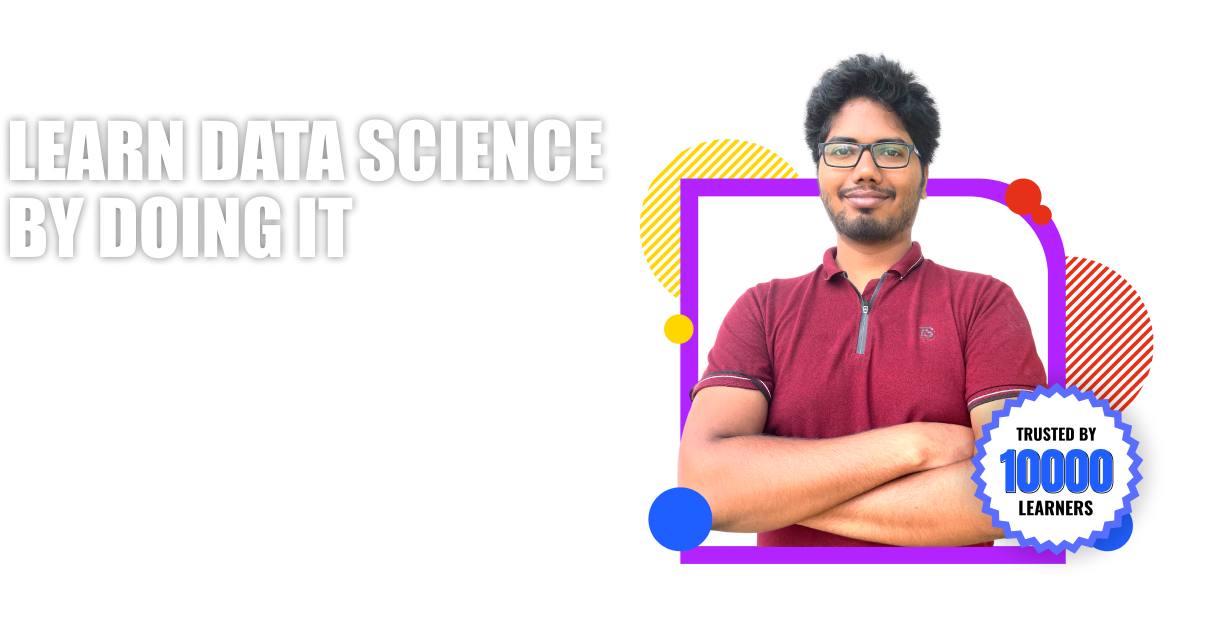 LEARN DATA SCIENCE
BY DOING IT
TRUSTED BY
10000
LEARNERS